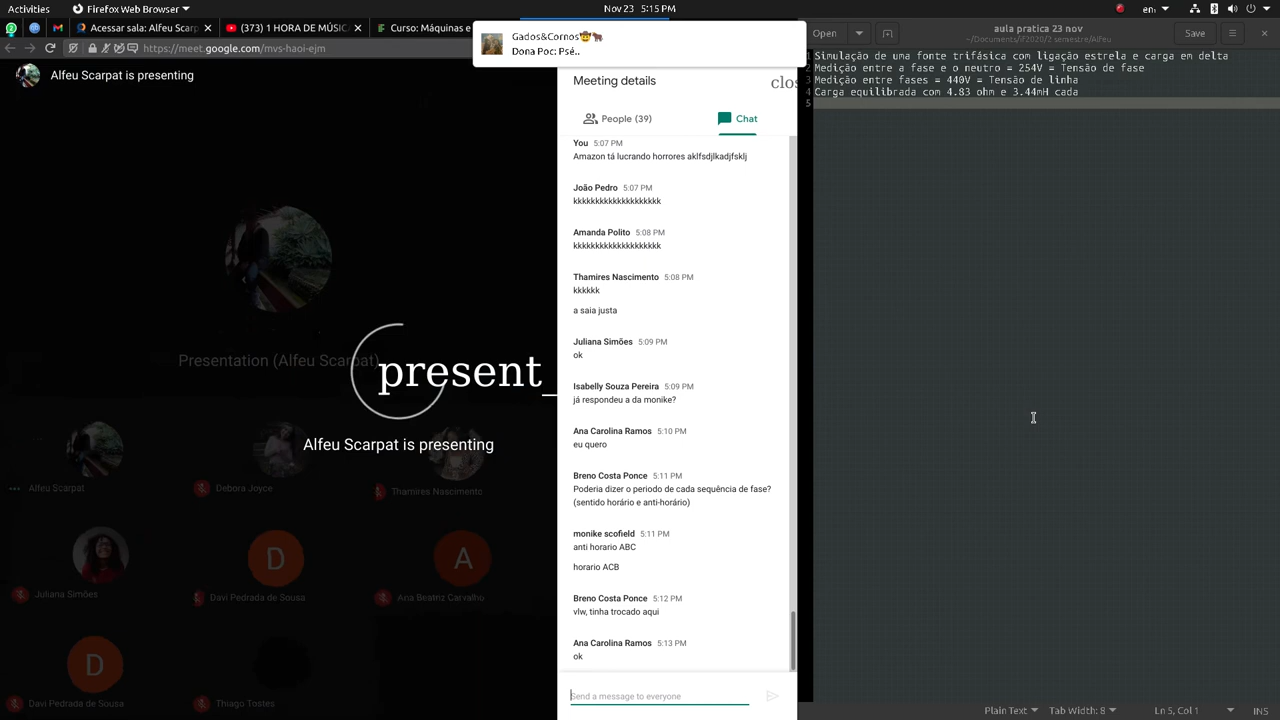 Nov 23  5:14 PM
Activities
Firefox Web Browser
Acessar sala: Alfeu Scarpat
(373) 1 HORA DE MÚSICA
Curso: Máquinas e
https://meet.google.com/mvs-haoi-ejm
Gados&Cornos🤠🐂
Dona Poc: Psé..
Alfeu Scarpat is presenting
Presentation (Alfeu Scarpat)
present_
Alfeu Scarpat is presenting
Alfeu Scarpat
Debora Joyce
Thamires Nascimento
Juliana Simões
D
Davi Pedrada de Sousa
A
Ana Beatriz Carvalho
D
Davi Pedrada de Sousa
Thiago Tostes
Meeting details
clos
People (39)
Chat
You 5:07 PM
Amazon tá lucrando horrores aklfsdjlkadjfsklj
João Pedro 5:07 PM
kkkkkkkkkkkkkkkkkkkk
Amanda Polito 5:08 PM
kkkkkkkkkkkkkkkkkkkk
Thamires Nascimento 5:08 PM
kkkkkk
a saia justa
Juliana Simões 5:09 PM
ok
Isabelly Souza Pereira 5:09 PM
já respondeu a da monike?
Ana Carolina Ramos 5:10 PM
eu quero
Breno Costa Ponce 5:11 PM
Poderia dizer o periodo de cada sequência de fase?
(sentido horário e anti-horário)
monike scofield 5:11 PM
anti horario ABC
horario ACB
Breno Costa Ponce 5:12 PM
vlw, tinha trocado aqui
Ana Carolina Ramos 5:13 PM
ok
Send a message to everyone
aula pratica 23 nov
~/Documents/if2020/2 semestre/Alfeu
Save
1 Simulação de uma fonte trifásica com carga em estrela
2 Medição entre fase e neutro = 254V = Tensão de fase
3 Medição entre fases = 440V = Tensão de linha
4 Carga equilibrada com 4.83 ohm e 3.44mH cada
5
Plain Text
Tab Width: 8
Ln 5, Col 1
INS